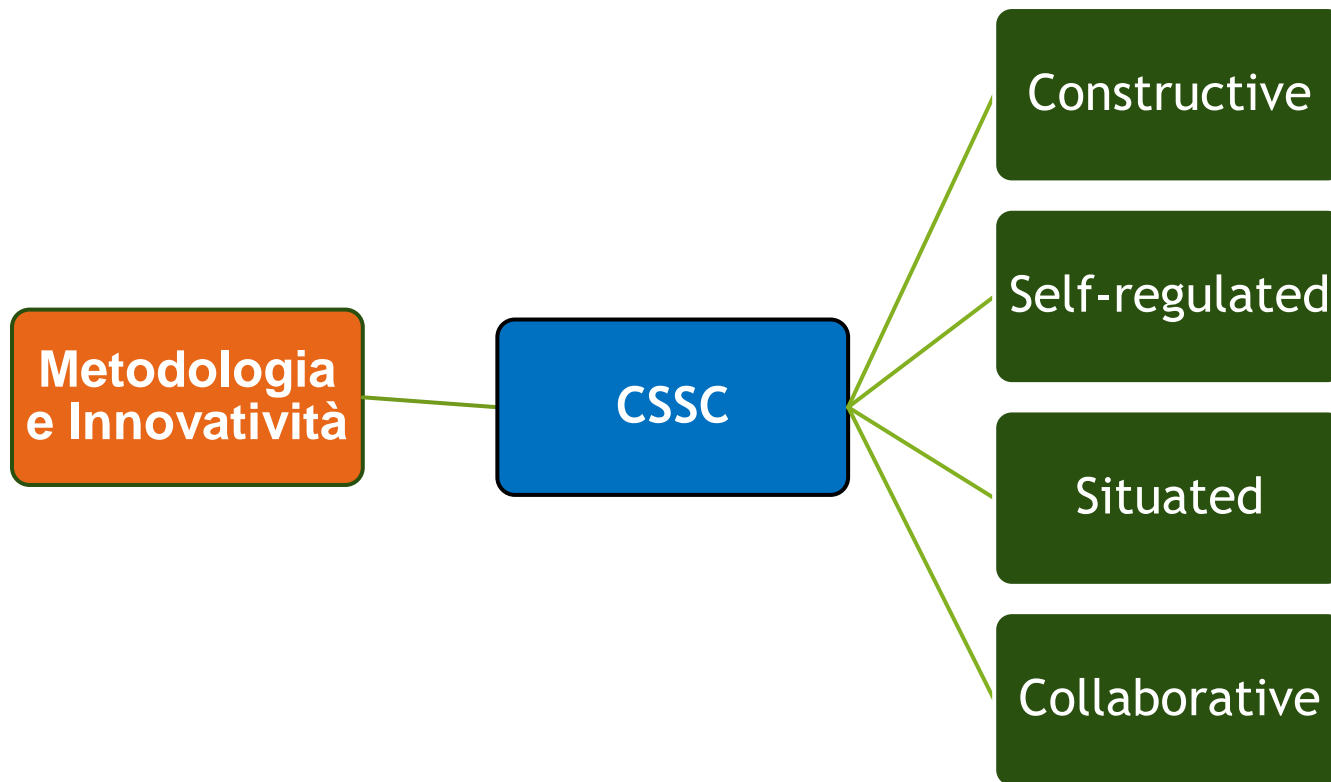 Metodologia
e Innovatività
CSSC
Constructive
Self-regulated
Situated
Collaborative